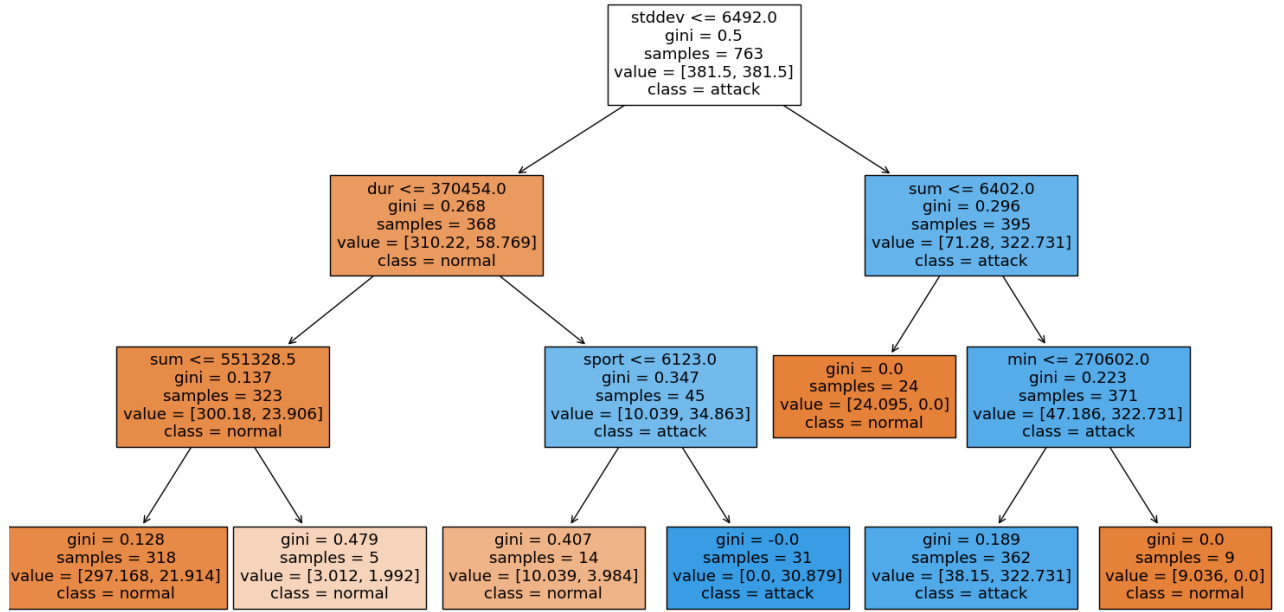 stddev <= 6492.0
gini = 0.5
samples = 763
value = [381.5, 381.5]
class = attack
dur <= 370454.0
gini = 0.268
samples = 368
value = [310.22, 58.769]
class = normal
sum <= 6402.0
gini = 0.296
samples = 395
value = [71.28, 322.731]
class = attack
sum <= 551328.5
gini = 0.137
samples = 323
value = [300.18, 23.906]
class = normal
sport <= 6123.0
gini = 0.347
samples = 45
value = [10.039, 34.863]
class = attack
gini = 0.0
samples = 24
value = [24.095, 0.0]
class = normal
min <= 270602.0
gini = 0.223
samples = 371
value = [47.186, 322.731]
class = attack
gini = 0.128
samples = 318
value = [297.168, 21.914]
class = normal
gini = 0.479
samples = 5
value = [3.012, 1.992]
class = normal
gini = 0.407
samples = 14
value = [10.039, 3.984]
class = normal
gini = -0.0
samples = 31
value = [0.0, 30.879]
class = attack
gini = 0.189
samples = 362
value = [38.15, 322.731]
class = attack
gini = 0.0
samples = 9
value = [9.036, 0.0]
class = normal